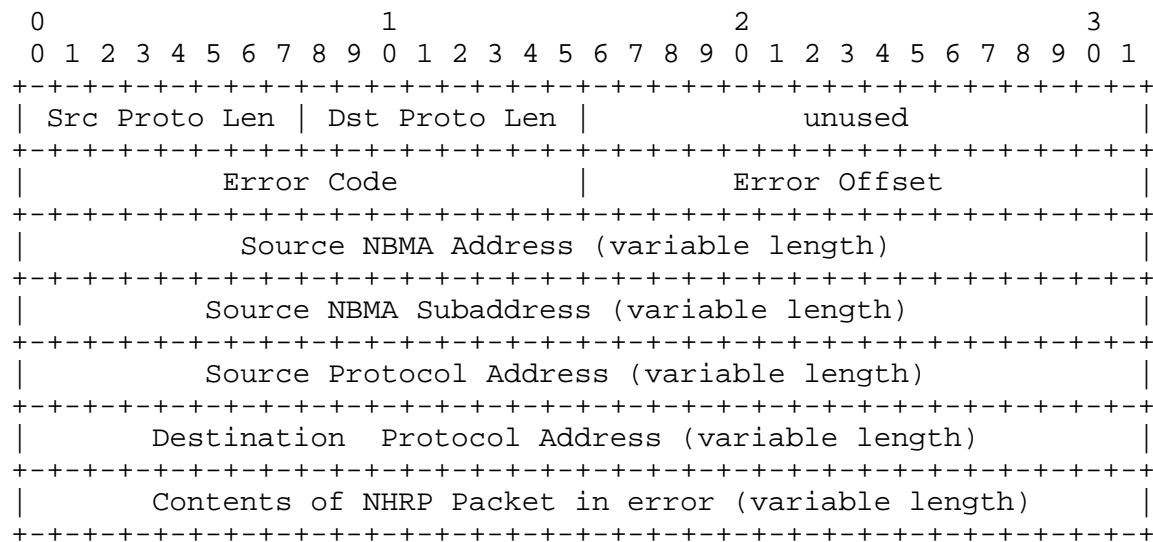 0                   1                   2                   3
 0 1 2 3 4 5 6 7 8 9 0 1 2 3 4 5 6 7 8 9 0 1 2 3 4 5 6 7 8 9 0 1
+-+-+-+-+-+-+-+-+-+-+-+-+-+-+-+-+-+-+-+-+-+-+-+-+-+-+-+-+-+-+-+-+
| Src Proto Len | Dst Proto Len |            unused             |
+-+-+-+-+-+-+-+-+-+-+-+-+-+-+-+-+-+-+-+-+-+-+-+-+-+-+-+-+-+-+-+-+
|           Error Code          |        Error Offset           |
+-+-+-+-+-+-+-+-+-+-+-+-+-+-+-+-+-+-+-+-+-+-+-+-+-+-+-+-+-+-+-+-+
|            Source NBMA Address (variable length)              |
+-+-+-+-+-+-+-+-+-+-+-+-+-+-+-+-+-+-+-+-+-+-+-+-+-+-+-+-+-+-+-+-+
|          Source NBMA Subaddress (variable length)             |
+-+-+-+-+-+-+-+-+-+-+-+-+-+-+-+-+-+-+-+-+-+-+-+-+-+-+-+-+-+-+-+-+
|          Source Protocol Address (variable length)            |
+-+-+-+-+-+-+-+-+-+-+-+-+-+-+-+-+-+-+-+-+-+-+-+-+-+-+-+-+-+-+-+-+
|       Destination  Protocol Address (variable length)         |
+-+-+-+-+-+-+-+-+-+-+-+-+-+-+-+-+-+-+-+-+-+-+-+-+-+-+-+-+-+-+-+-+
|       Contents of NHRP Packet in error (variable length)      |
+-+-+-+-+-+-+-+-+-+-+-+-+-+-+-+-+-+-+-+-+-+-+-+-+-+-+-+-+-+-+-+-+